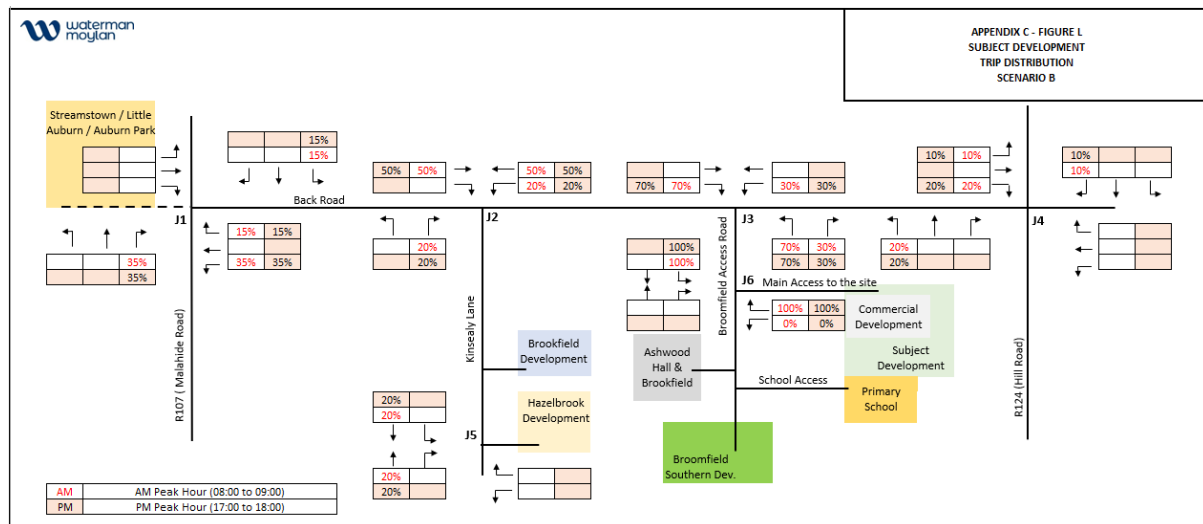 waterman
moylan
APPENDIX C - FIGURE L
SUBJECT DEVELOPMENT
TRIP DISTRIBUTION
SCENARIO B
Streamstown / Little
Auburn / Auburn Park
15%
15%
50% 50%
50% 50%
20% 20%
70% 70%
30% 30%
10% 10%
20% 20%
10%
10%
Back Road
J1
J2
J3
J4
35%
35%
15% 15%
35% 35%
20%
20%
100%
100%
70% 30%
70% 30%
20%
20%
R107 ( Malahide Road)
Kinsealy Lane
Broomfield Access Road
R124 (Hill Road)
J6
Main Access to the site
100% 100%
0% 0%
Commercial
Development
Subject
Development
Brookfield
Development
Ashwood
Hall &
Brookfield
School Access
Primary
School
Hazelbrook
Development
20%
20%
J5
20%
20%
Broomfield
Southern Dev.
AM AM Peak Hour (08:00 to 09:00)
PM PM Peak Hour (17:00 to 18:00)